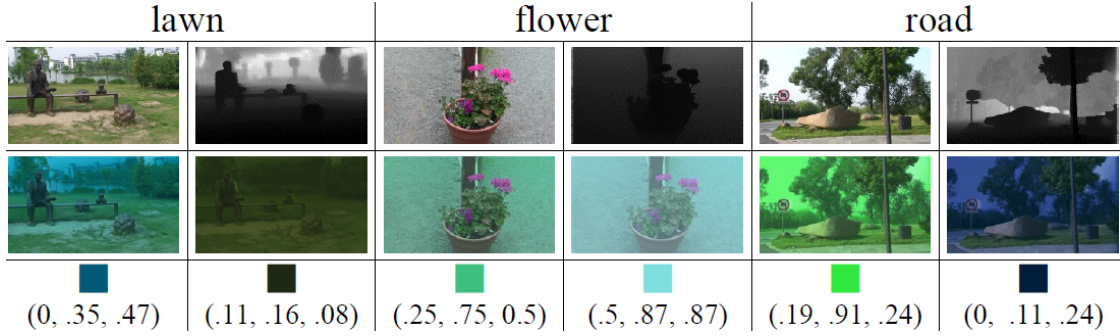 lawn flower road
(0, .35, .47) (.11, .16, .08) (.25, .75, 0.5) (.5, .87, .87) (.19, .91, .24) (0, .11, .24)